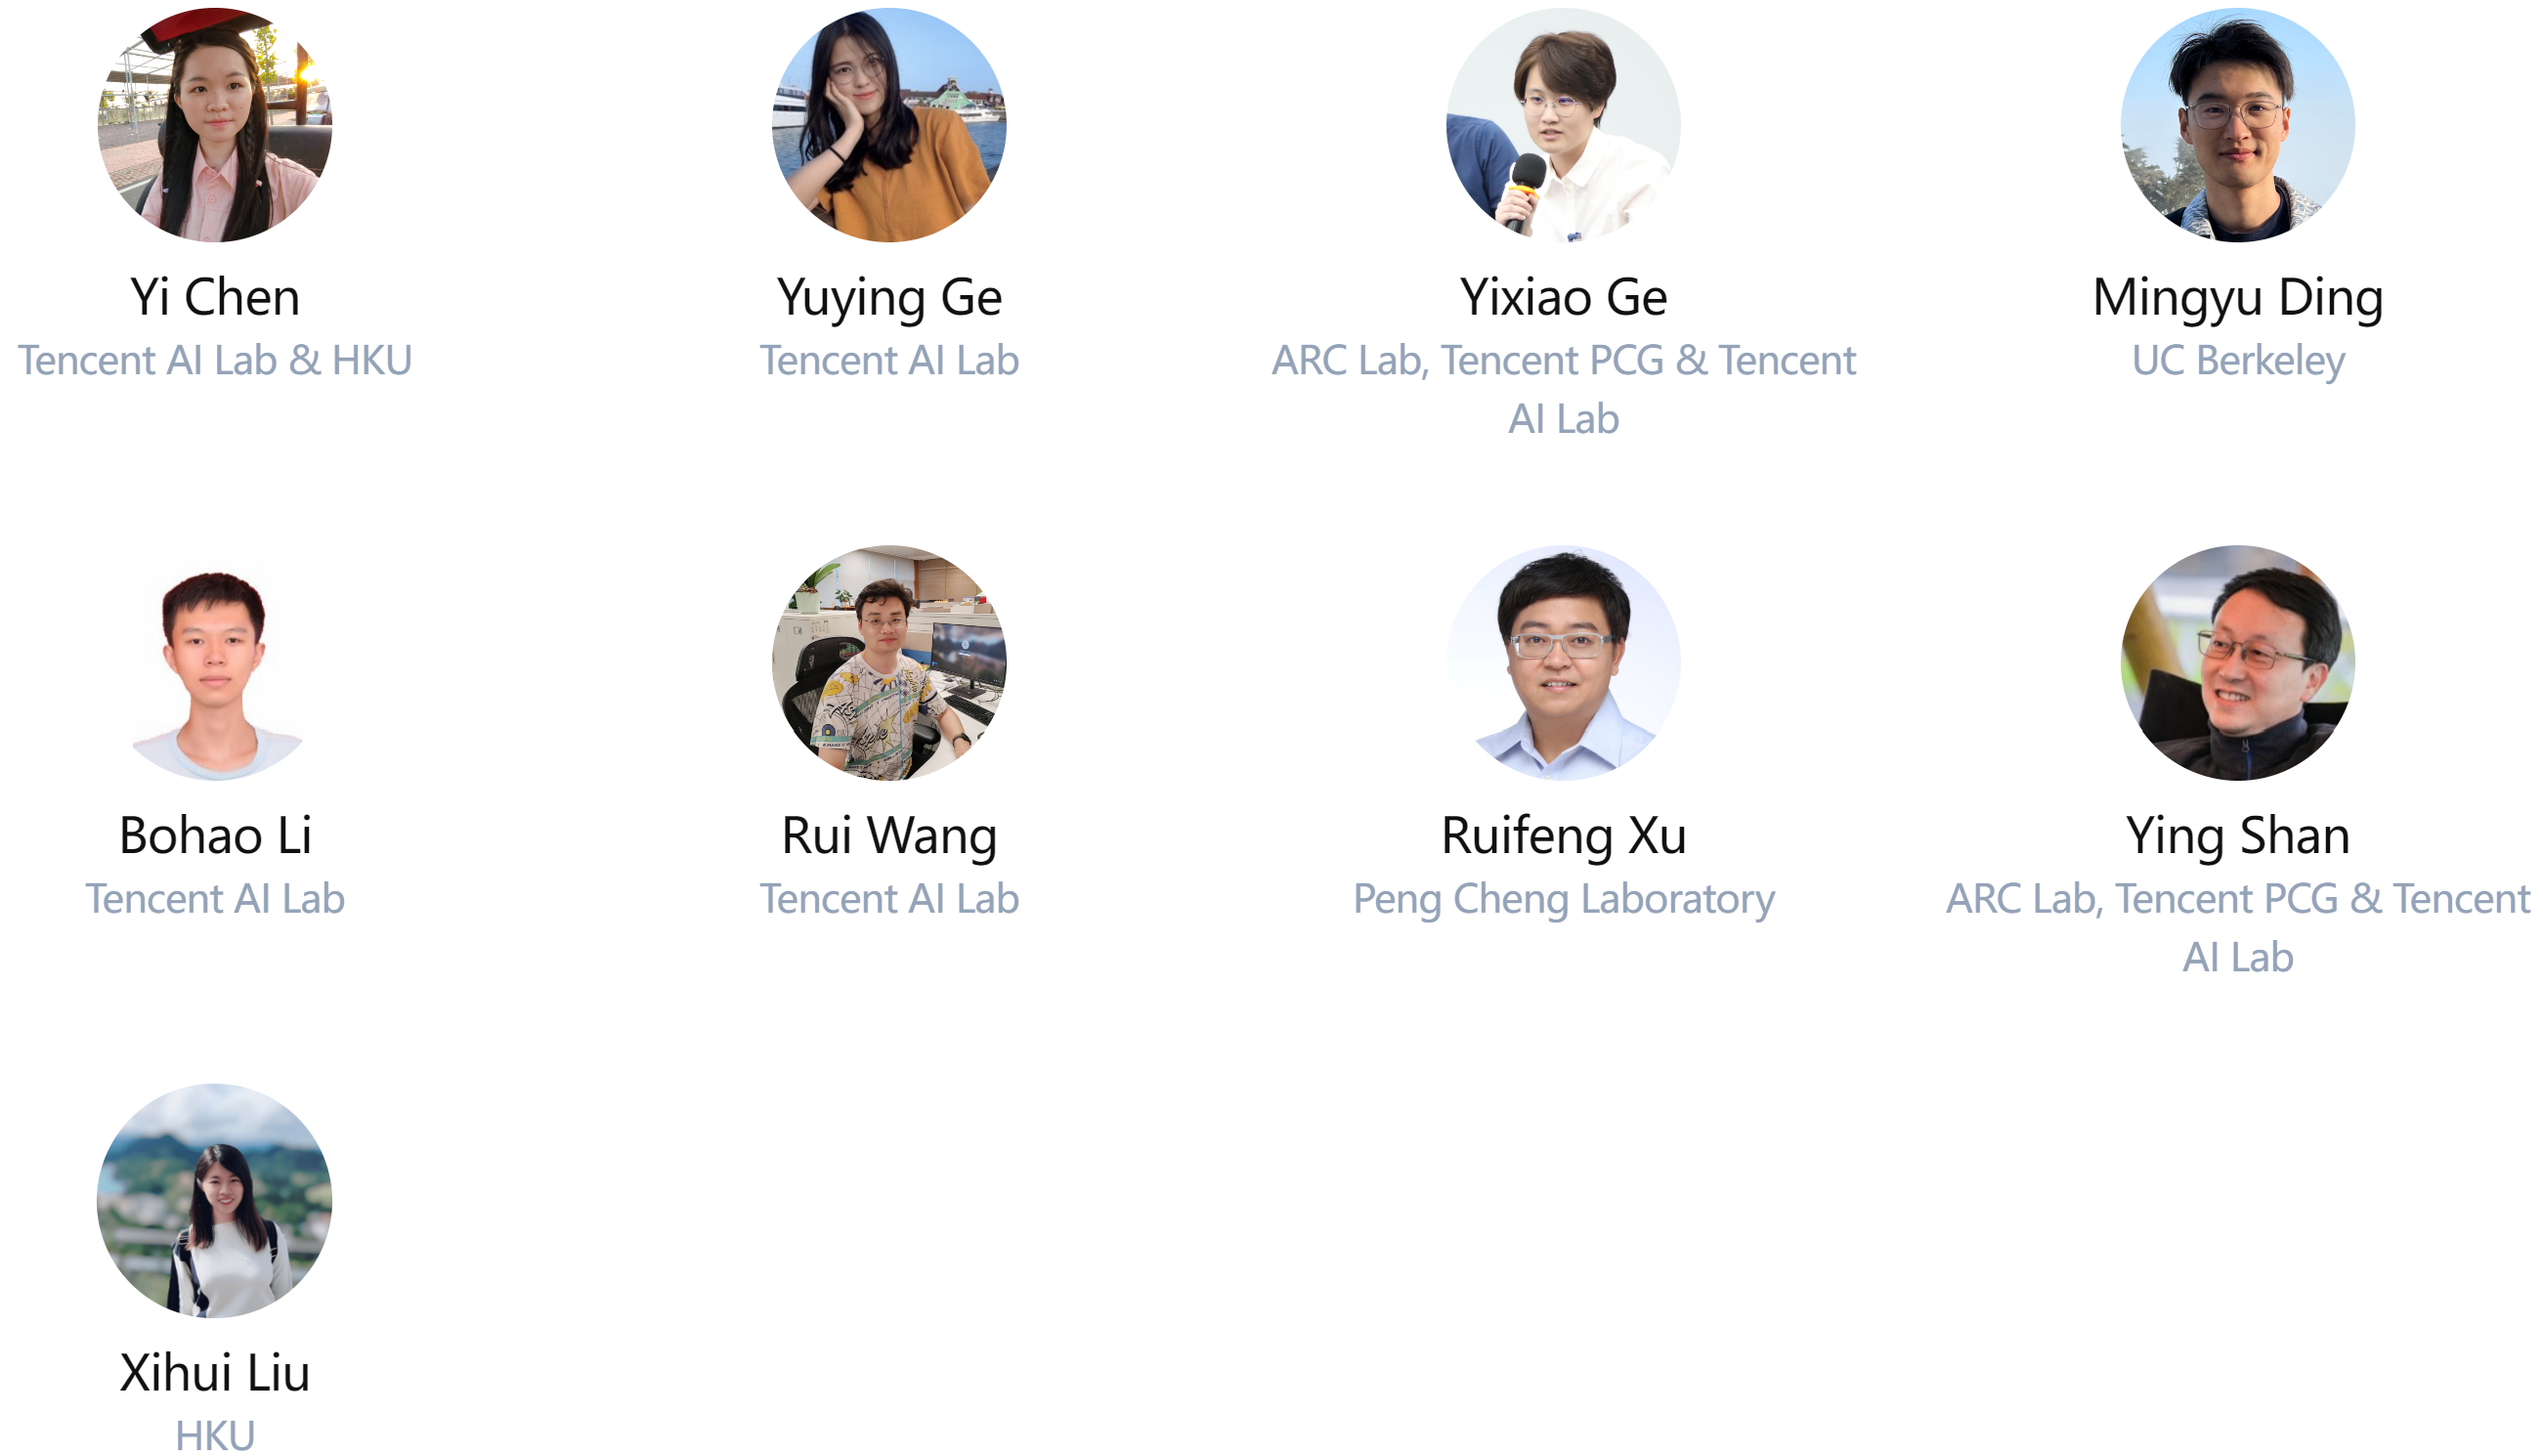 Yi Chen
Tencent AI Lab & HKU
Yuying Ge
Tencent AI Lab
Yixiao Ge
ARC Lab, Tencent PCG & Tencent
AI Lab
Mingyu Ding
UC Berkeley
Bohao Li
Tencent AI Lab
Rui Wang
Tencent AI Lab
Ruifeng Xu
Peng Cheng Laboratory
Ying Shan
ARC Lab, Tencent PCG & Tencent
AI Lab
Xihui Liu
HKU